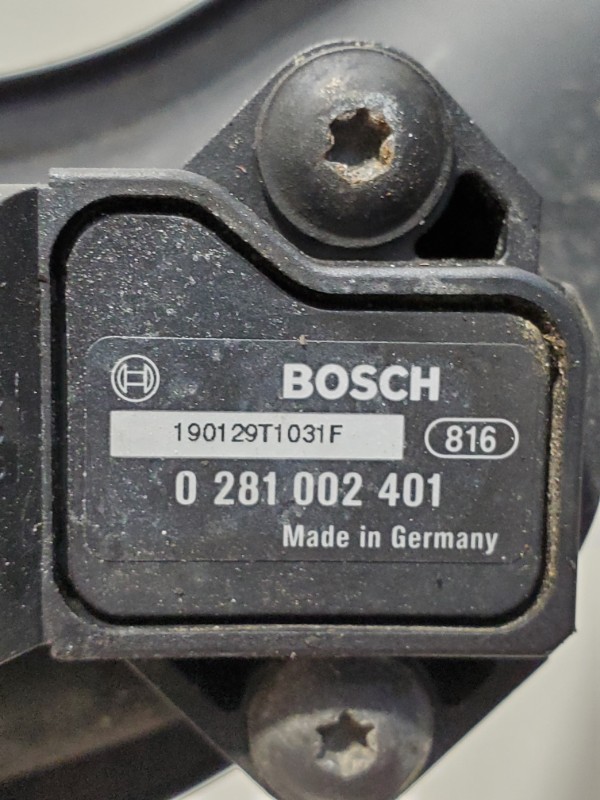 BOSCH
190129T1031F
816
0 281 002 401
Made in Germany